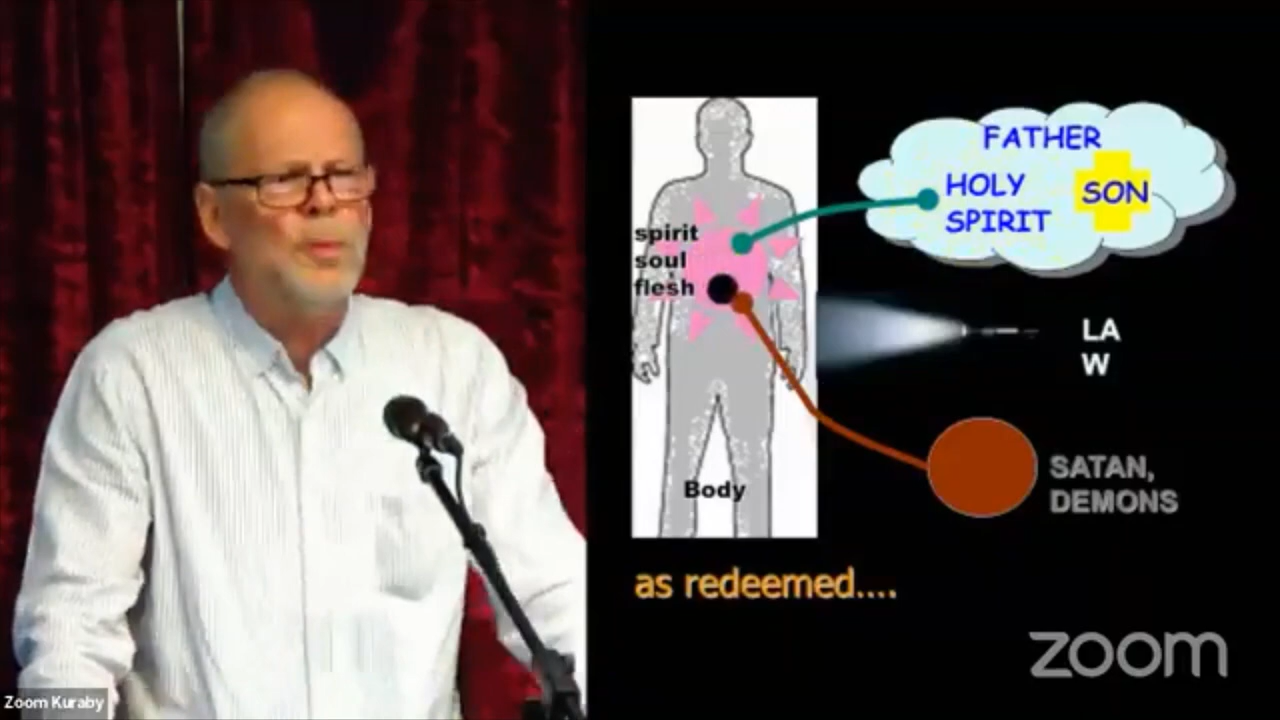 FATHER
HOLY
SPIRIT
SON
spirit
soul
flesh
LA
W
SATAN,
DEMONS
Body
as redeemed....
zoom
Zoom Kuraby